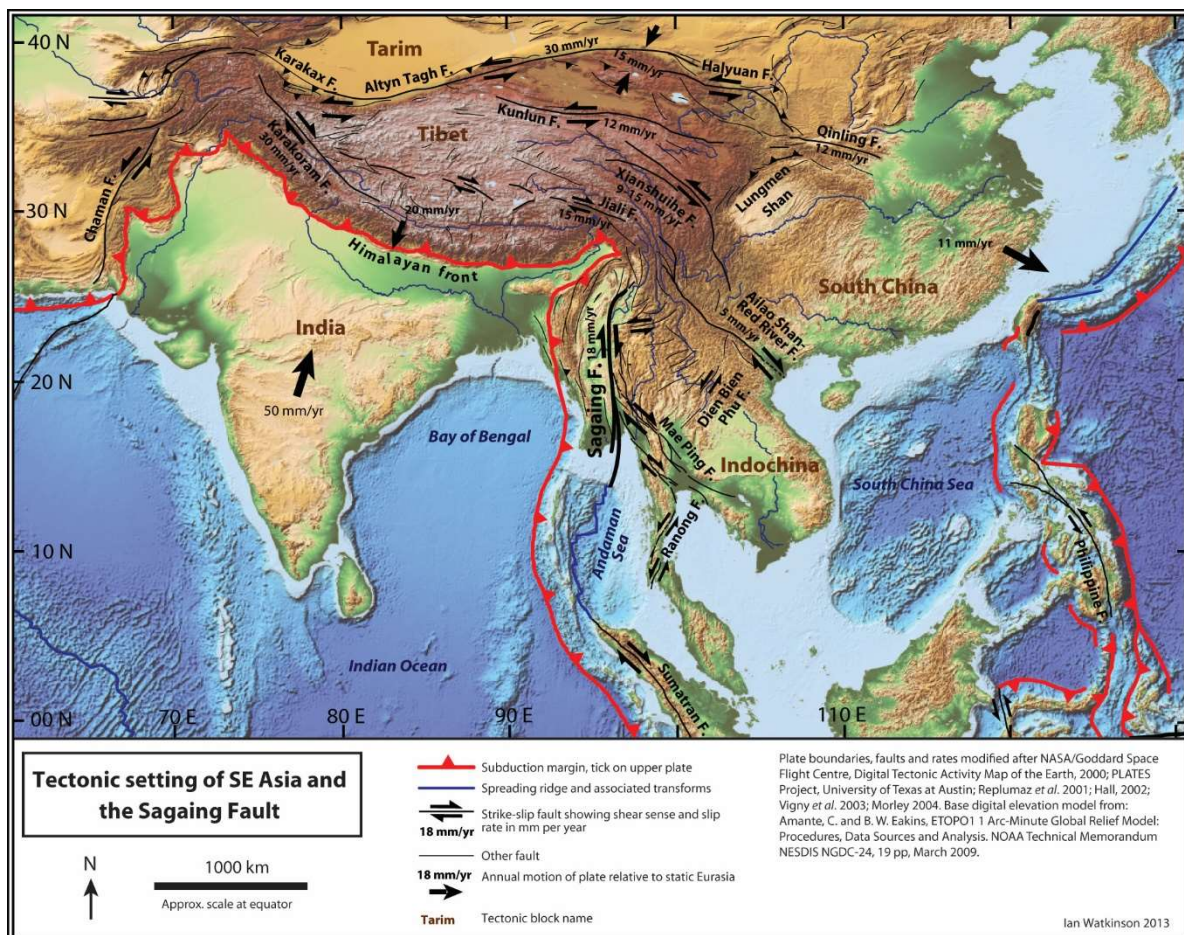 40 N
30 N
20 N
10 N
00 N
70 E
80 E
90 E
110 E
Tarim
Karakax F.
Altyn Tagh F.
30 mm/yr
15 mm/yr
Haiyuan F.
Kunlun F.
12 mm/yr
Qinling F.
12 mm/yr
Tibet
Karakoram F.
30 mm/yr
Chaman F.
Xianshuihe F.
9-15 mm/yr
Jiali F.
15 mm/yr
Lungmen
Shan
20 mm/yr
Himalayan front
11 mm/yr
South China
India
50 mm/yr
Sagaing F.
18 mm/yr
Ailao Shan-
Red River F.
5 mm/yr
Dien Bien
Phu F.
Mae Ping F.
Indochina
Bay of Bengal
South China Sea
Andaman
Sea
Ranong F.
Philippine F.
Indian Ocean
Sumatran F.
Tectonic setting of SE Asia and
the Sagaing Fault
N
1000 km
Approx. scale at equator
Subduction margin, tick on upper plate
Spreading ridge and associated transforms
Strike-slip fault showing shear sense and slip
18 mm/yr rate in mm per year
Other fault
18 mm/yr Annual motion of plate relative to static Eurasia
Tarim Tectonic block name
Plate boundaries, faults and rates modified after NASA/Goddard Space
Flight Centre, Digital Tectonic Activity Map of the Earth, 2000; PLATES
Project, University of Texas at Austin; Replumaz et al. 2001; Hall, 2002;
Vigny et al. 2003; Morley 2004. Base digital elevation model from:
Amante, C. and B. W. Eakins, ETOPO1 1 Arc-Minute Global Relief Model:
Procedures, Data Sources and Analysis. NOAA Technical Memorandum
NESDIS NGDC-24, 19 pp, March 2009.
Ian Watkinson 2013